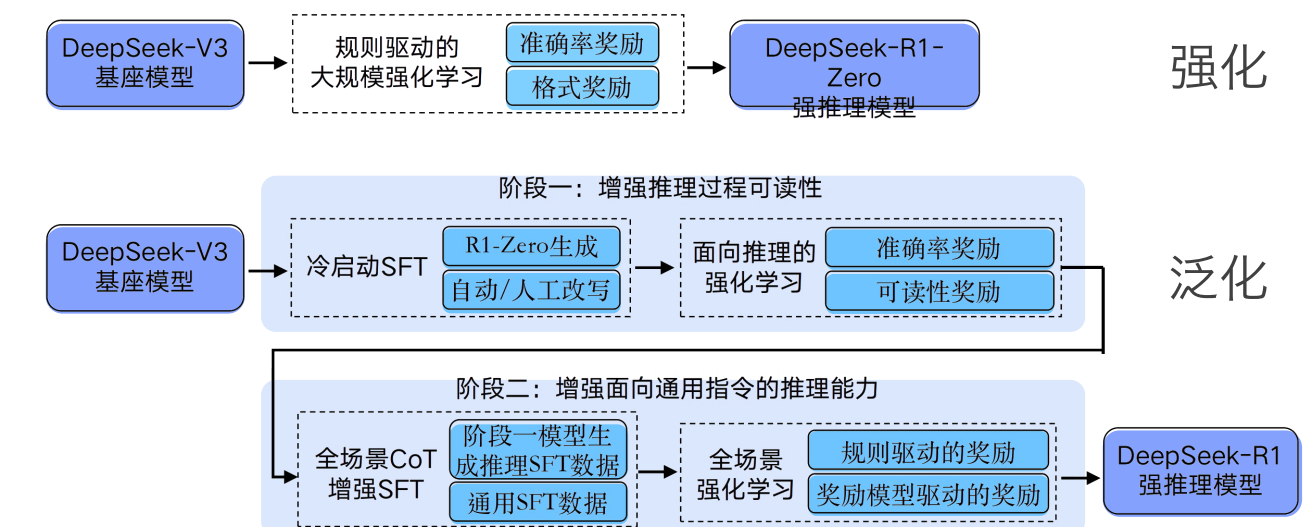 DeepSeek-V3
基座模型
规则驱动的
大规模强化学习
准确率奖励
格式奖励
DeepSeek-R1-
Zero
强推理模型
强化
阶段一：增强推理过程可读性
DeepSeek-V3
基座模型
冷启动SFT
R1-Zero生成
自动/人工改写
面向推理的
强化学习
准确率奖励
可读性奖励
泛化
阶段二：增强面向通用指令的推理能力
全场景CoT
增强SFT
阶段一模型生
成推理SFT数据
通用SFT数据
全场景
强化学习
规则驱动的奖励
奖励模型驱动的奖励
DeepSeek-R1
强推理模型